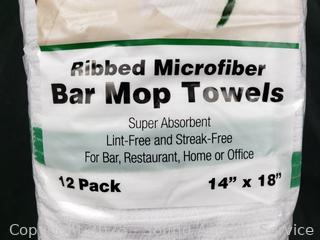 Ribbed Microfiber
Bar Mop Towels
Super Absorbent
Lint-Free and Streak-Free
For Bar, Restaurant, Home or Office
12 Pack 14” x 18”